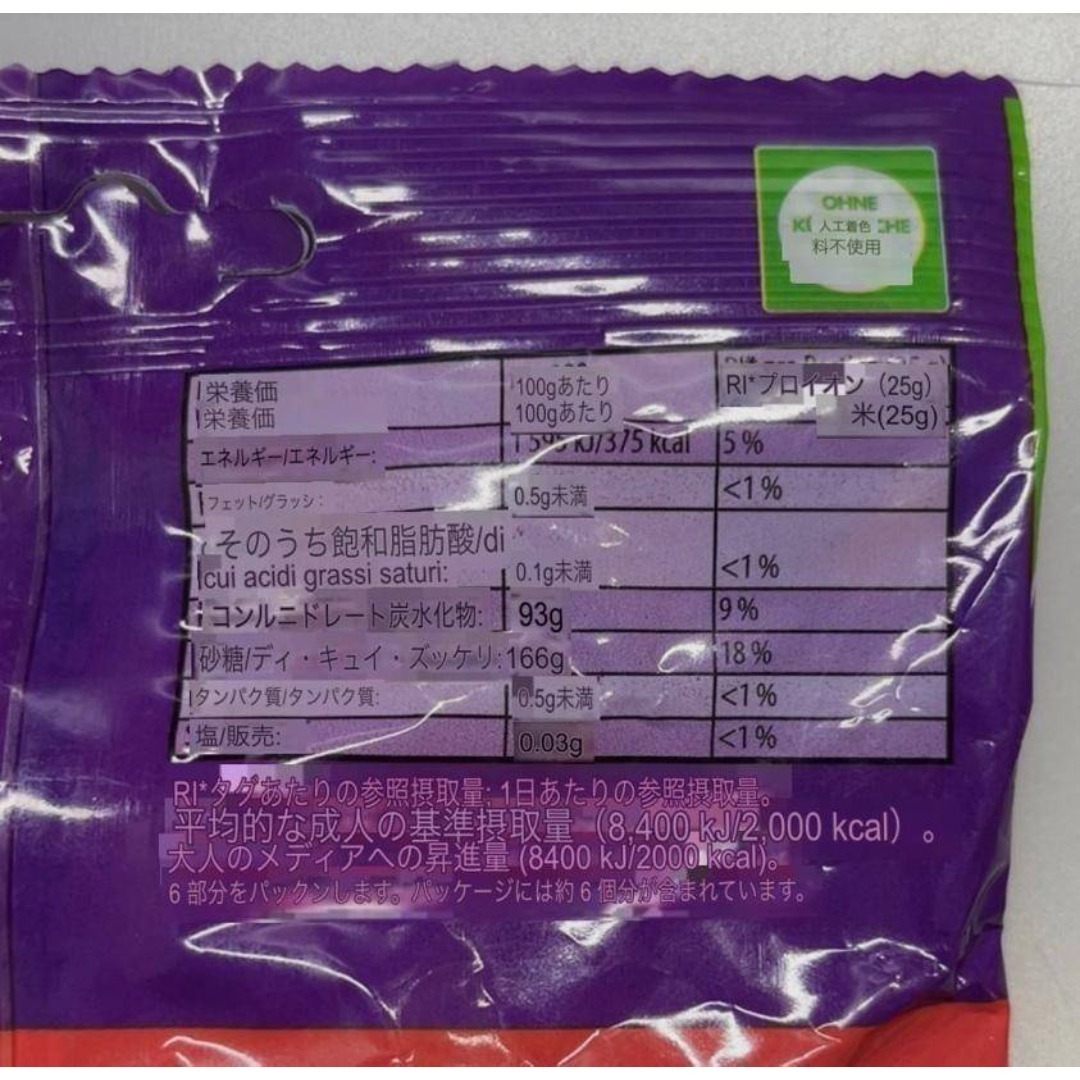 OHNE
人工着色
料不使用
栄養価
100gあたり
RI*プロイオン（25g）
栄養価
100gあたり
米(25g)
エネルギー/エネルギー:
1595 kJ/375 kcal
5%
フェット/グラッシ:
0.5g未満
<1%
そのうち飽和脂肪酸/di
cui acidi grassi saturi:
0.1g未満
<1%
コンルニドレート炭水化物:
93g
9%
砂糖/ディ・キュイ・ズッケリ:
166g
18%
タンパク質/タンパク質:
0.5g未満
<1%
塩/販売:
0.03g
<1%
RI*タグあたりの参照摂取量: 1日あたりの参照摂取量。
平均的な成人の基準摂取量（8,400 kJ/2,000 kcal）。
大人のメディアへの昇進量 (8400 kJ/2000 kcal)。
6 部分をパックンします。パッケージには約 6 個分が含まれています。